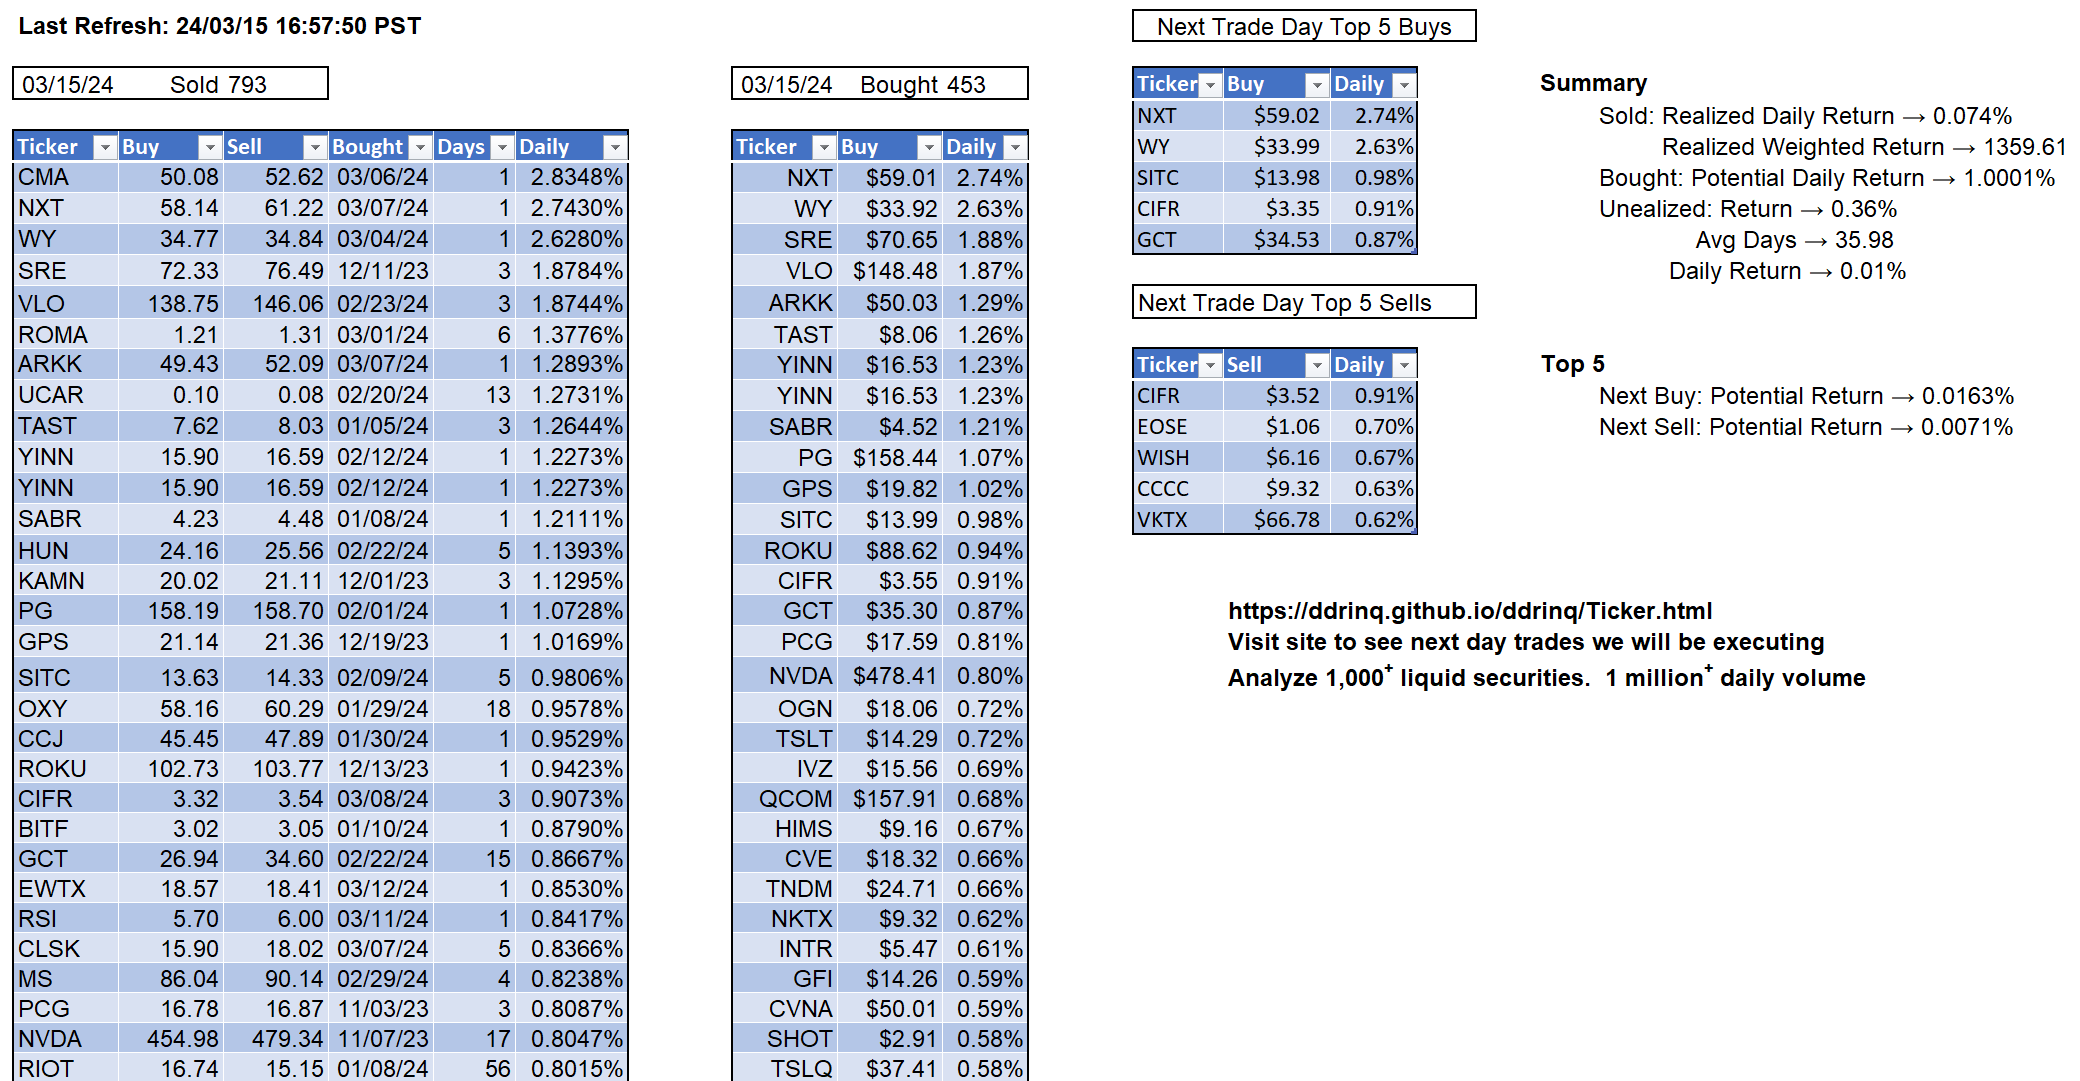 Last Refresh: 24/03/15 16:57:50 PST
03/15/24 Sold 793
Ticker Buy Sell Bought Days Daily
CMA 50.08 52.62 03/06/24 1 2.8348%
NXT 58.14 61.22 03/07/24 1 2.7430%
WY 34.77 34.84 03/04/24 1 2.6280%
SRE 72.33 76.49 12/11/23 3 1.8784%
VLO 138.75 146.06 02/23/24 3 1.8744%
ROMA 1.21 1.31 03/01/24 6 1.3776%
ARKK 49.43 52.09 03/07/24 1 1.2893%
UCAR 0.10 0.08 02/20/24 13 1.2731%
TAST 7.62 8.03 01/05/24 3 1.2644%
YINN 15.90 16.59 02/12/24 1 1.2273%
YINN 15.90 16.59 02/12/24 1 1.2273%
SABR 4.23 4.48 01/08/24 1 1.2111%
HUN 24.16 25.56 02/22/24 5 1.1393%
KAMN 20.02 21.11 12/01/23 3 1.1295%
PG 158.19 158.70 02/01/24 1 1.0728%
GPS 21.14 21.36 12/19/23 1 1.0169%
SITC 13.63 14.33 02/09/24 5 0.9806%
OXY 58.16 60.29 01/29/24 18 0.9578%
CCJ 45.45 47.89 01/30/24 1 0.9529%
ROKU 102.73 103.77 12/13/23 1 0.9423%
CIFR 3.32 3.54 03/08/24 3 0.9073%
BITF 3.02 3.05 01/10/24 1 0.8790%
GCT 26.94 34.60 02/22/24 15 0.8667%
EWTX 18.57 18.41 03/12/24 1 0.8530%
RSI 5.70 6.00 03/11/24 1 0.8417%
CLSK 15.90 18.02 03/07/24 5 0.8366%
MS 86.04 90.14 02/29/24 4 0.8238%
PCG 16.78 16.87 11/03/23 3 0.8087%
NVDA 454.98 479.34 11/07/23 17 0.8047%
RIOT 16.74 15.15 01/08/24 56 0.8015%
03/15/24 Bought 453
Ticker Buy Daily
NXT $59.01 2.74%
WY $33.92 2.63%
SRE $70.65 1.88%
VLO $148.48 1.87%
ARKK $50.03 1.29%
TAST $8.06 1.26%
YINN $16.53 1.23%
YINN $16.53 1.23%
SABR $4.52 1.21%
PG $158.44 1.07%
GPS $19.82 1.02%
SITC $13.99 0.98%
ROKU $88.62 0.94%
CIFR $3.55 0.91%
GCT $35.30 0.87%
PCG $17.59 0.81%
NVDA $478.41 0.80%
OGN $18.06 0.72%
TSLT $14.29 0.72%
IVZ $15.56 0.69%
QCOM $157.91 0.68%
HIMS $9.16 0.67%
CVE $18.32 0.66%
TNDM $24.71 0.66%
NKTX $9.32 0.62%
INTR $5.47 0.61%
GFI $14.26 0.59%
CVNA $50.01 0.59%
SHOT $2.91 0.58%
TSLQ $37.41 0.58%
Next Trade Day Top 5 Buys
Ticker Buy Daily
NXT $59.02 2.74%
WY $33.99 2.63%
SITC $13.98 0.98%
CIFR $3.35 0.91%
GCT $34.53 0.87%
Next Trade Day Top 5 Sells
Ticker Sell Daily
CIFR $3.52 0.91%
EOSE $1.06 0.70%
WISH $6.16 0.67%
CCCC $9.32 0.63%
VKTX $66.78 0.62%
Summary
Sold: Realized Daily Return → 0.074%
Realized Weighted Return → 1359.61
Bought: Potential Daily Return → 1.0001%
Unealized: Return → 0.36%
Avg Days → 35.98
Daily Return → 0.01%
Top 5
Next Buy: Potential Return → 0.0163%
Next Sell: Potential Return → 0.0071%
https://ddrinq.github.io/ddrinq/Ticker.html
Visit site to see next day trades we will be executing
Analyze 1,000+ liquid securities. 1 million+ daily volume